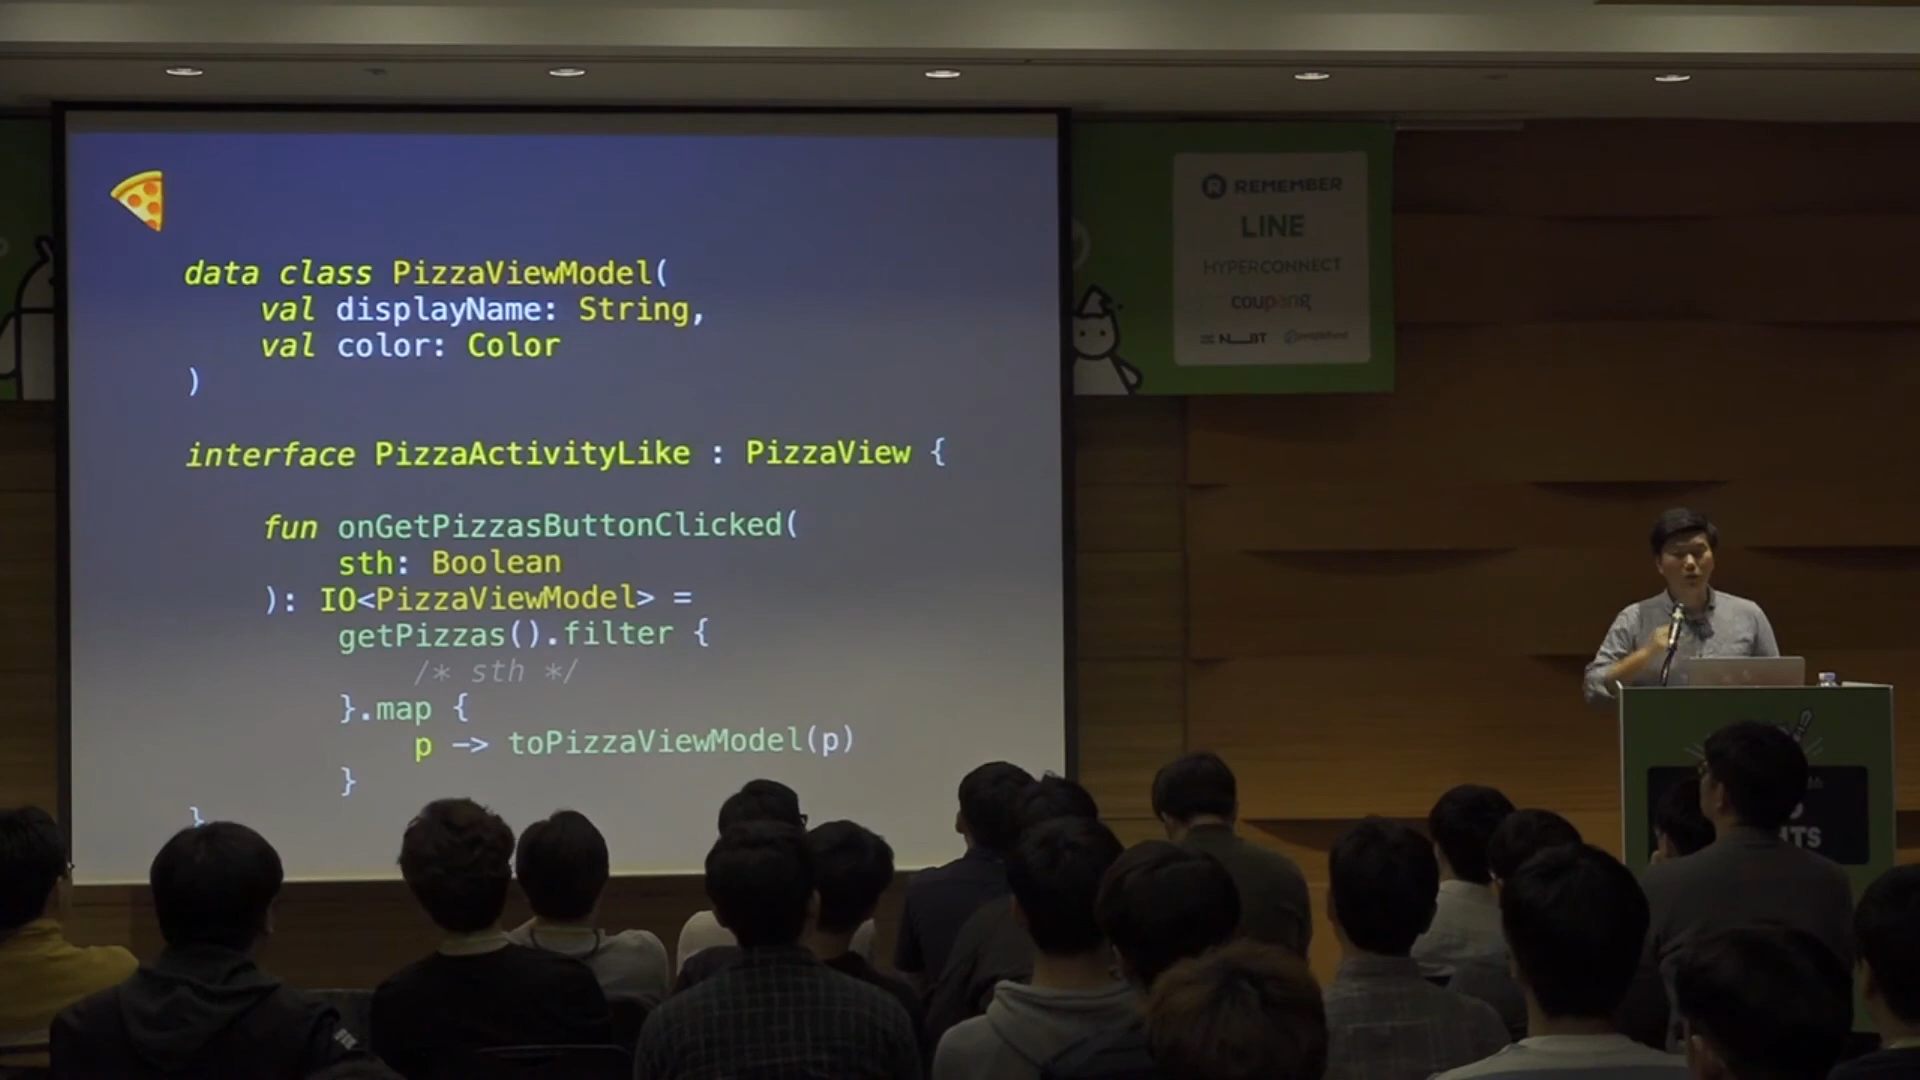 data class PizzaViewModel(
val displayName: String,
val color: Color
)
interface PizzaActivityLike : PizzaView {
fun onGetPizzasButtonClicked(
sth: Boolean
): IO<PizzaViewModel> =
getPizzas().filter {
/* sth */
}.map {
p -> toPizzaViewModel(p)
}
}
REMEMBER
LINE
HYPERCONNECT
coupang